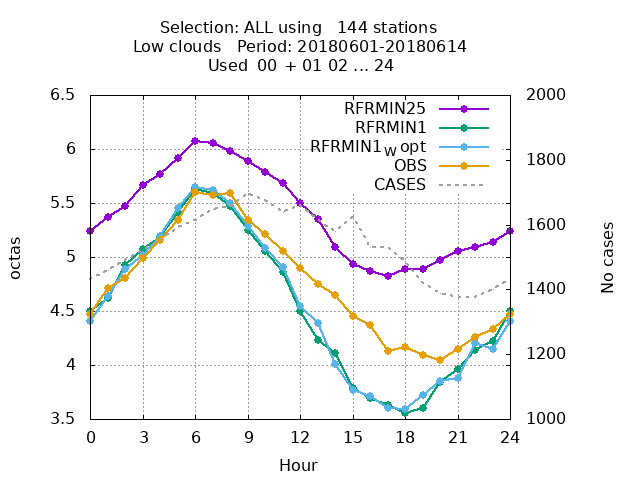 Selection: ALL using   144 stations
Low clouds   Period: 20180601-20180614
Used  00 + 01 02 ... 24
6.5
6
5.5
5
4.5
4
3.5
octas
RFRMIN25
RFRMIN1
RFRMIN1w opt
OBS
CASES
2000
1800
1600
1400
1200
1000
No cases
0 3 6 9 12 15 18 21 24
Hour